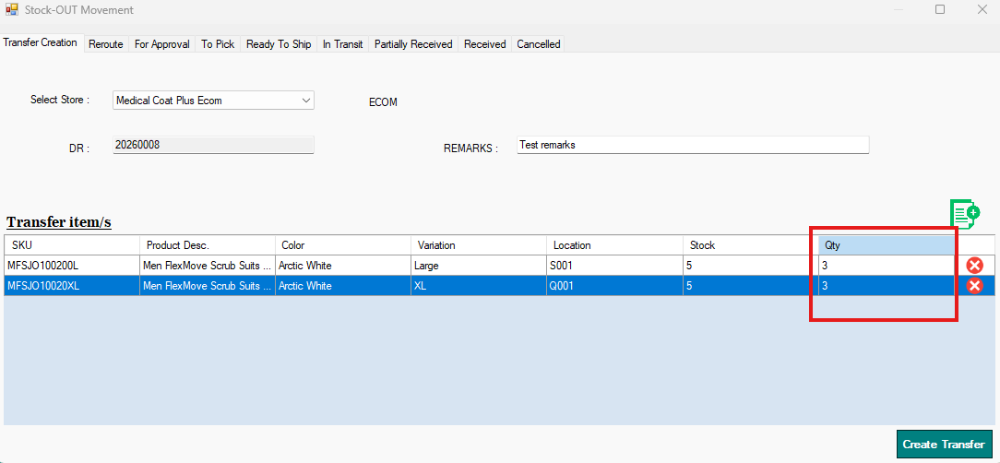 Stock-OUT Movement
Transfer Creation Reroute For Approval To Pick Ready To Ship In Transit Partially Received Received Cancelled
Select Store : Medical Coat Plus Ecom ECOM
DR : 20260008 REMARKS : Test remarks
Transfer item/s
SKU Product Desc. Color Variation Location Stock Qty
MFSJO100200L Men FlexMove Scrub Suits ... Arctic White Large S001 5 3
MFSJO10020XL Men FlexMove Scrub Suits ... Arctic White XL Q001 5 3
Create Transfer